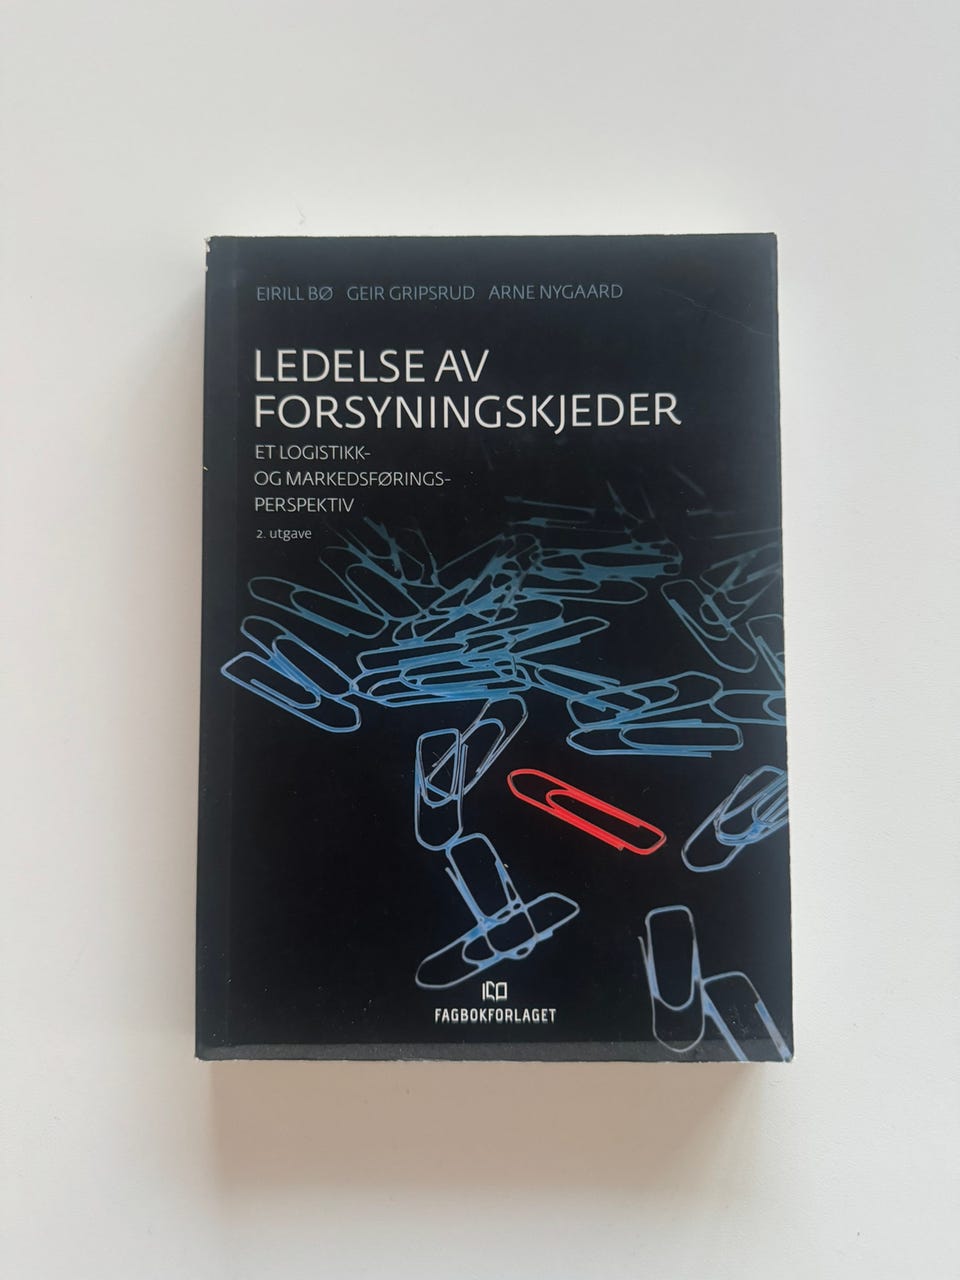 EIRILL BØ GEIR GRIPSRUD ARNE NYGAARD
LEDELSE AV
FORSYNINGSKJEDER
ET LOGISTIKK-
OG MARKEDSFØRINGS-
PERSPEKTIV
2. utgave
FAGBOKFORLAGET